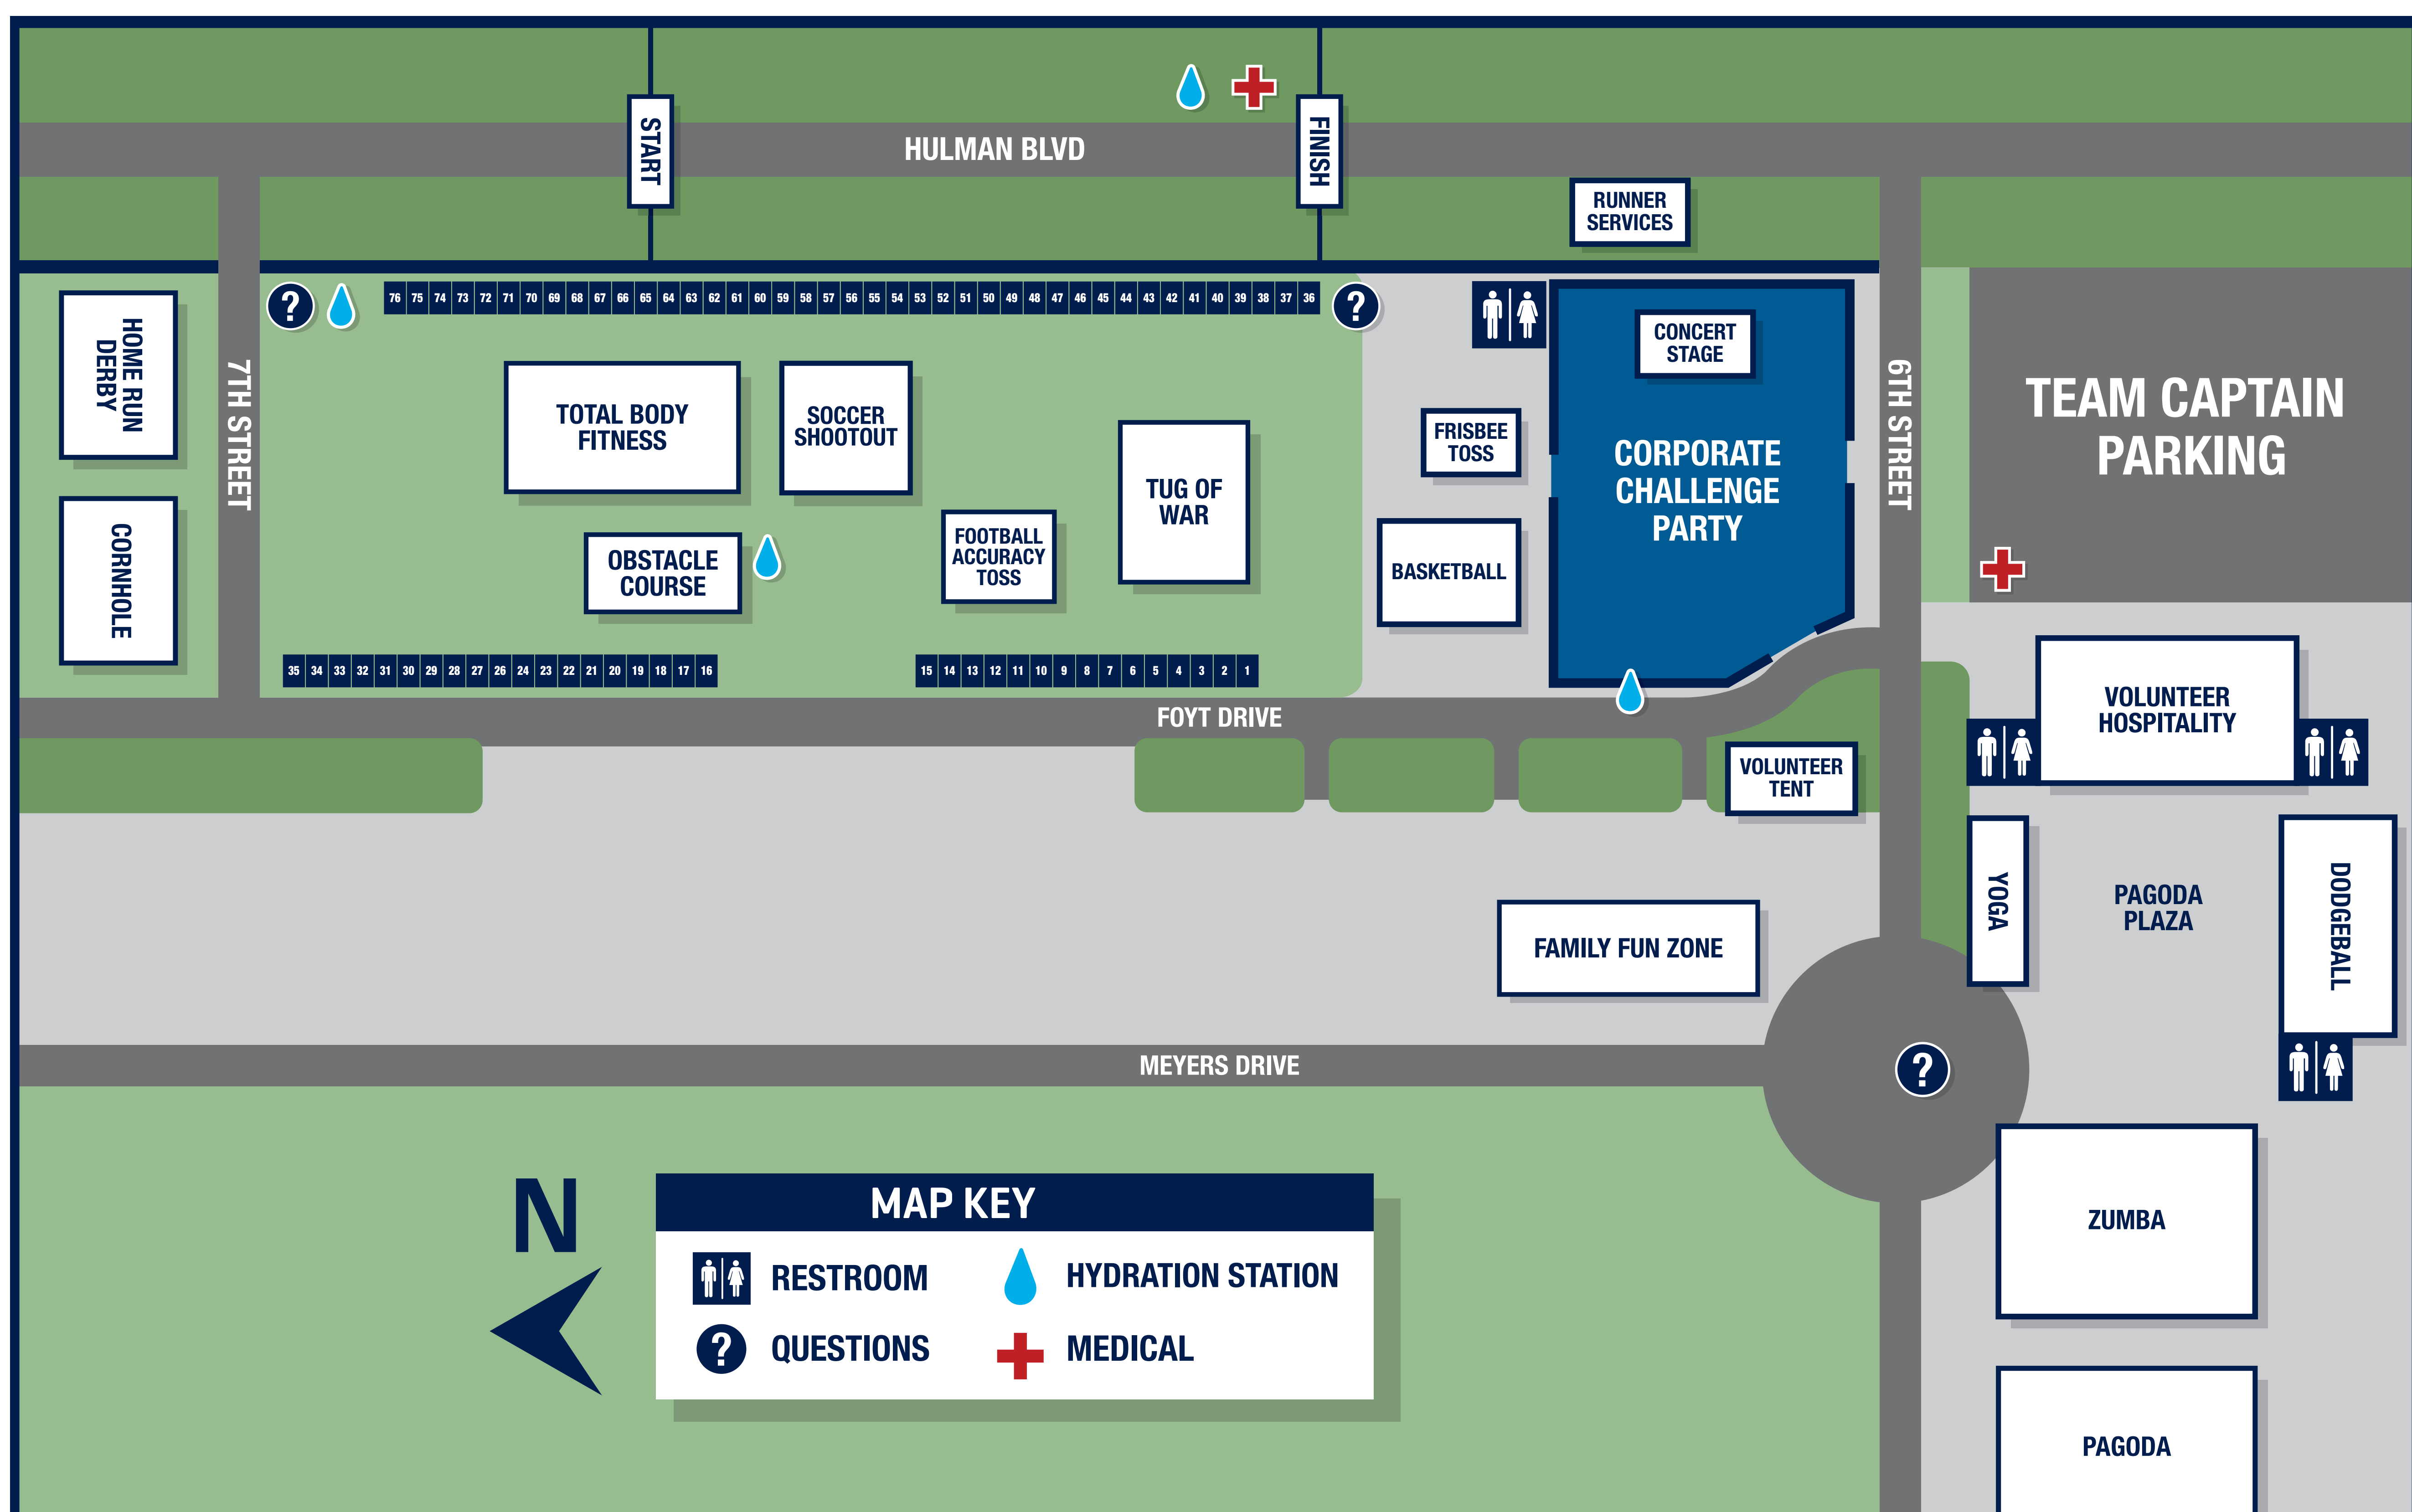 HULMAN BLVD
START
FINISH
RUNNER
SERVICES
?
76 75 74 73 72 71 70 69 68 67 66 65 64 63 62 61 60 59 58 57 56 55 54 53 52 51 50 49 48 47 46 45 44 43 42 41 40 39 38 37 36
?
HOME RUN
DERBY
CORNHOLE
7TH STREET
TOTAL BODY
FITNESS
SOCCER
SHOOTOUT
OBSTACLE
COURSE
FOOTBALL
ACCURACY
TOSS
TUG OF
WAR
FRISBEE
TOSS
BASKETBALL
CONCERT
STAGE
CORPORATE
CHALLENGE
PARTY
6TH STREET
TEAM CAPTAIN
PARKING
35 34 33 32 31 30 29 28 27 26 24 23 22 21 20 19 18 17 16
15 14 13 12 11 10 9 8 7 6 5 4 3 2 1
FOYT DRIVE
VOLUNTEER
TENT
VOLUNTEER
HOSPITALITY
YOGA
PAGODA
PLAZA
DODGEBALL
FAMILY FUN ZONE
MEYERS DRIVE
?
ZUMBA
PAGODA
N
MAP KEY
RESTROOM
HYDRATION STATION
?
QUESTIONS
MEDICAL